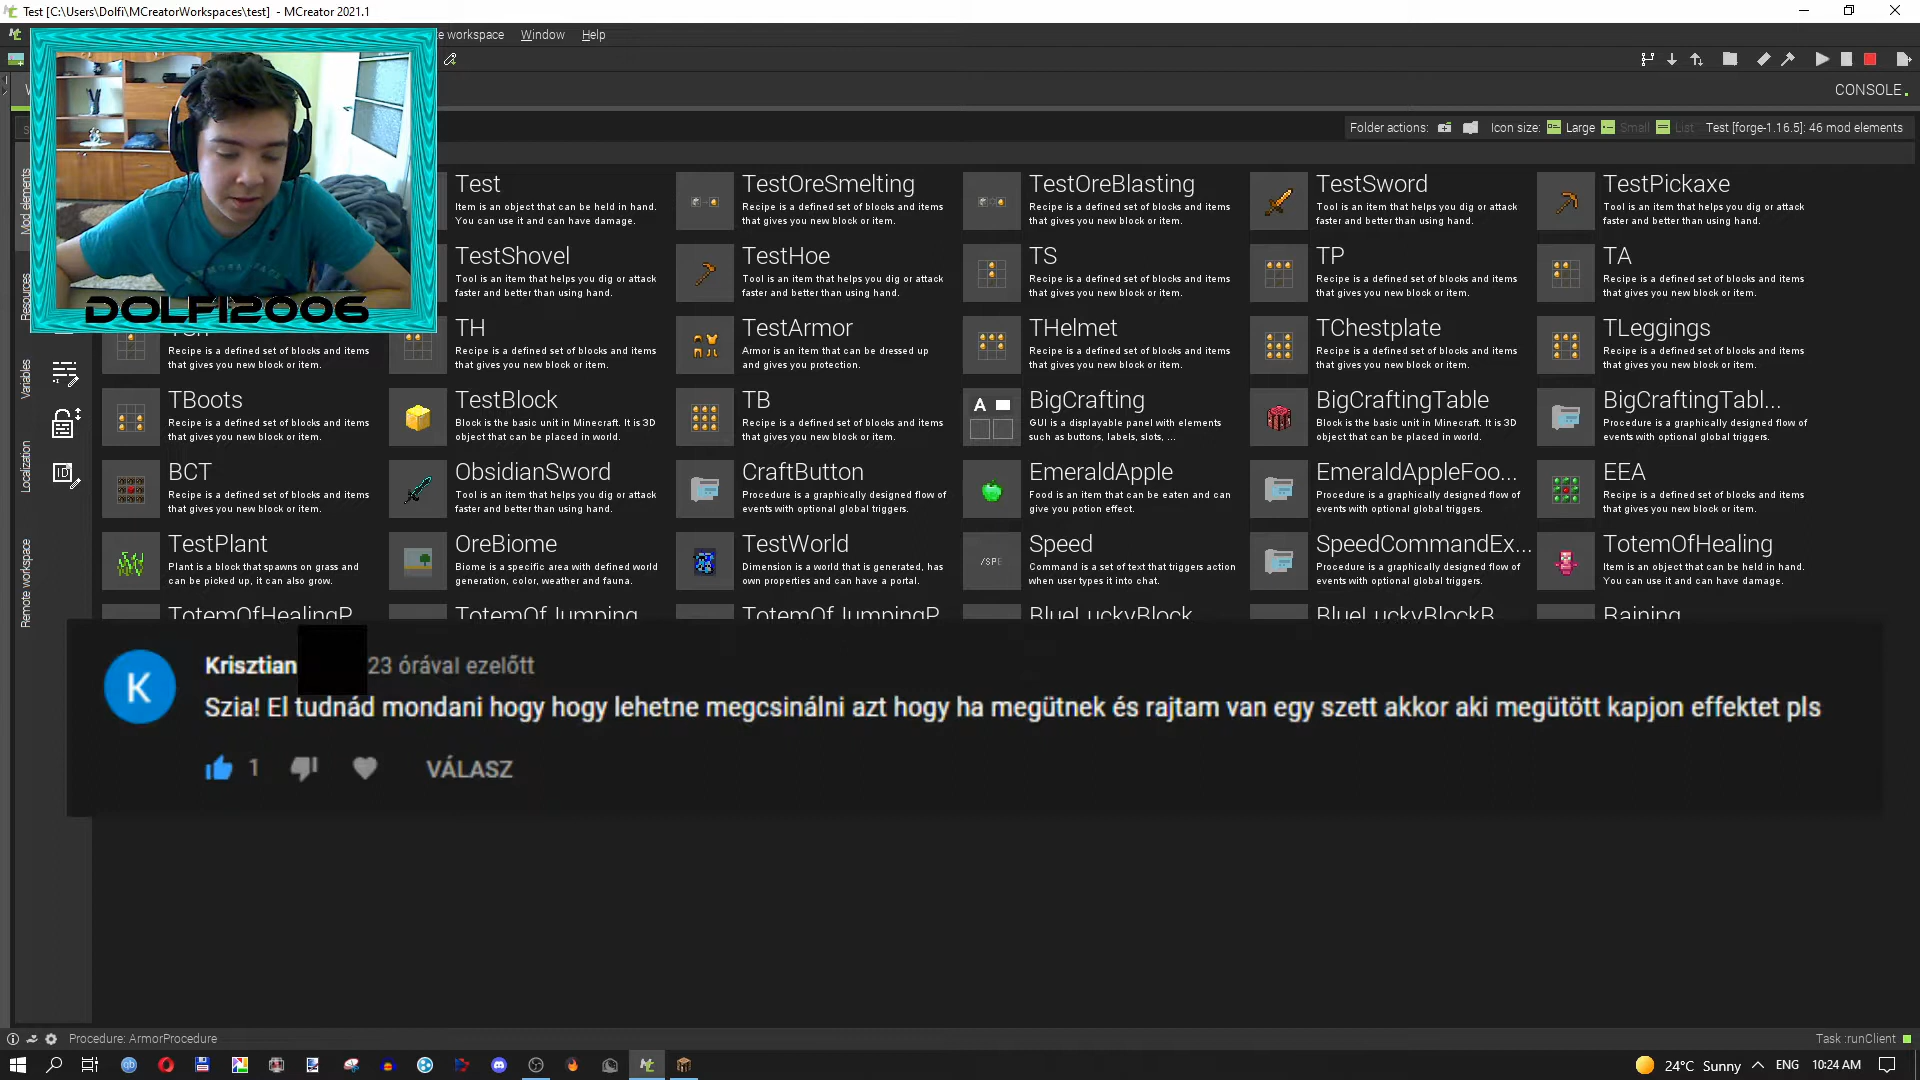 Test [C:\Users\Dolfi\MCreatorWorkspaces\test] - MCreator 2021.1
workspace Window Help
CONSOLE
Folder actions: Icon size: Large Small List Test [forge-1.16.5]: 46 mod elements
Mod elements
Resources
Variables
Localization
Remote workspace
DOLFI2006
Test
Item is an object that can be held in hand.
You can use it and can have damage.
TestOreSmelting
Recipe is a defined set of blocks and items
that gives you new block or item.
TestOreBlasting
Recipe is a defined set of blocks and items
that gives you new block or item.
TestSword
Tool is an item that helps you dig or attack
faster and better than using hand.
TestPickaxe
Tool is an item that helps you dig or attack
faster and better than using hand.
TestShovel
Tool is an item that helps you dig or attack
faster and better than using hand.
TestHoe
Tool is an item that helps you dig or attack
faster and better than using hand.
TS
Recipe is a defined set of blocks and items
that gives you new block or item.
TP
Recipe is a defined set of blocks and items
that gives you new block or item.
TA
Recipe is a defined set of blocks and items
that gives you new block or item.
Recipe is a defined set of blocks and items
that gives you new block or item.
TH
Recipe is a defined set of blocks and items
that gives you new block or item.
TestArmor
Armor is an item that can be dressed up
and gives you protection.
THelmet
Recipe is a defined set of blocks and items
that gives you new block or item.
TChestplate
Recipe is a defined set of blocks and items
that gives you new block or item.
TLeggings
Recipe is a defined set of blocks and items
that gives you new block or item.
TBoots
Recipe is a defined set of blocks and items
that gives you new block or item.
TestBlock
Block is the basic unit in Minecraft. It is 3D
object that can be placed in world.
TB
Recipe is a defined set of blocks and items
that gives you new block or item.
BigCrafting
GUI is a displayable panel with elements
such as buttons, labels, slots, ...
BigCraftingTable
Block is the basic unit in Minecraft. It is 3D
object that can be placed in world.
BigCraftingTabl...
Procedure is a graphically designed flow of
events with optional global triggers.
BCT
Recipe is a defined set of blocks and items
that gives you new block or item.
ObsidianSword
Tool is an item that helps you dig or attack
faster and better than using hand.
CraftButton
Procedure is a graphically designed flow of
events with optional global triggers.
EmeraldApple
Food is an item that can be eaten and can
give you potion effect.
EmeraldAppleFoo...
Procedure is a graphically designed flow of
events with optional global triggers.
EEA
Recipe is a defined set of blocks and items
that gives you new block or item.
TestPlant
Plant is a block that spawns on grass and
can be picked up, it can also grow.
OreBiome
Biome is a specific area with defined world
generation, color, weather and fauna.
TestWorld
Dimension is a world that is generated, has
own properties and can have a portal.
/SPE
Speed
Command is a set of text that triggers action
when user types it into chat.
SpeedCommandEx...
Procedure is a graphically designed flow of
events with optional global triggers.
TotemOfHealing
Item is an object that can be held in hand.
You can use it and can have damage.
TotemOfHealingP
TotemOfJumping
TotemOfJumpingP
BlueLuckyBlock
BlueLuckyBlockB
Raining
K
Krisztian 23 órával ezelőtt
Szia! El tudnád mondani hogy hogy lehetne megcsinálni azt hogy ha megütnek és rajtam van egy szett akkor aki megütött kapjon effektet pls
1 VÁLASZ
Procedure: ArmorProcedure
Task :runClient
24°C Sunny ENG 10:24 AM